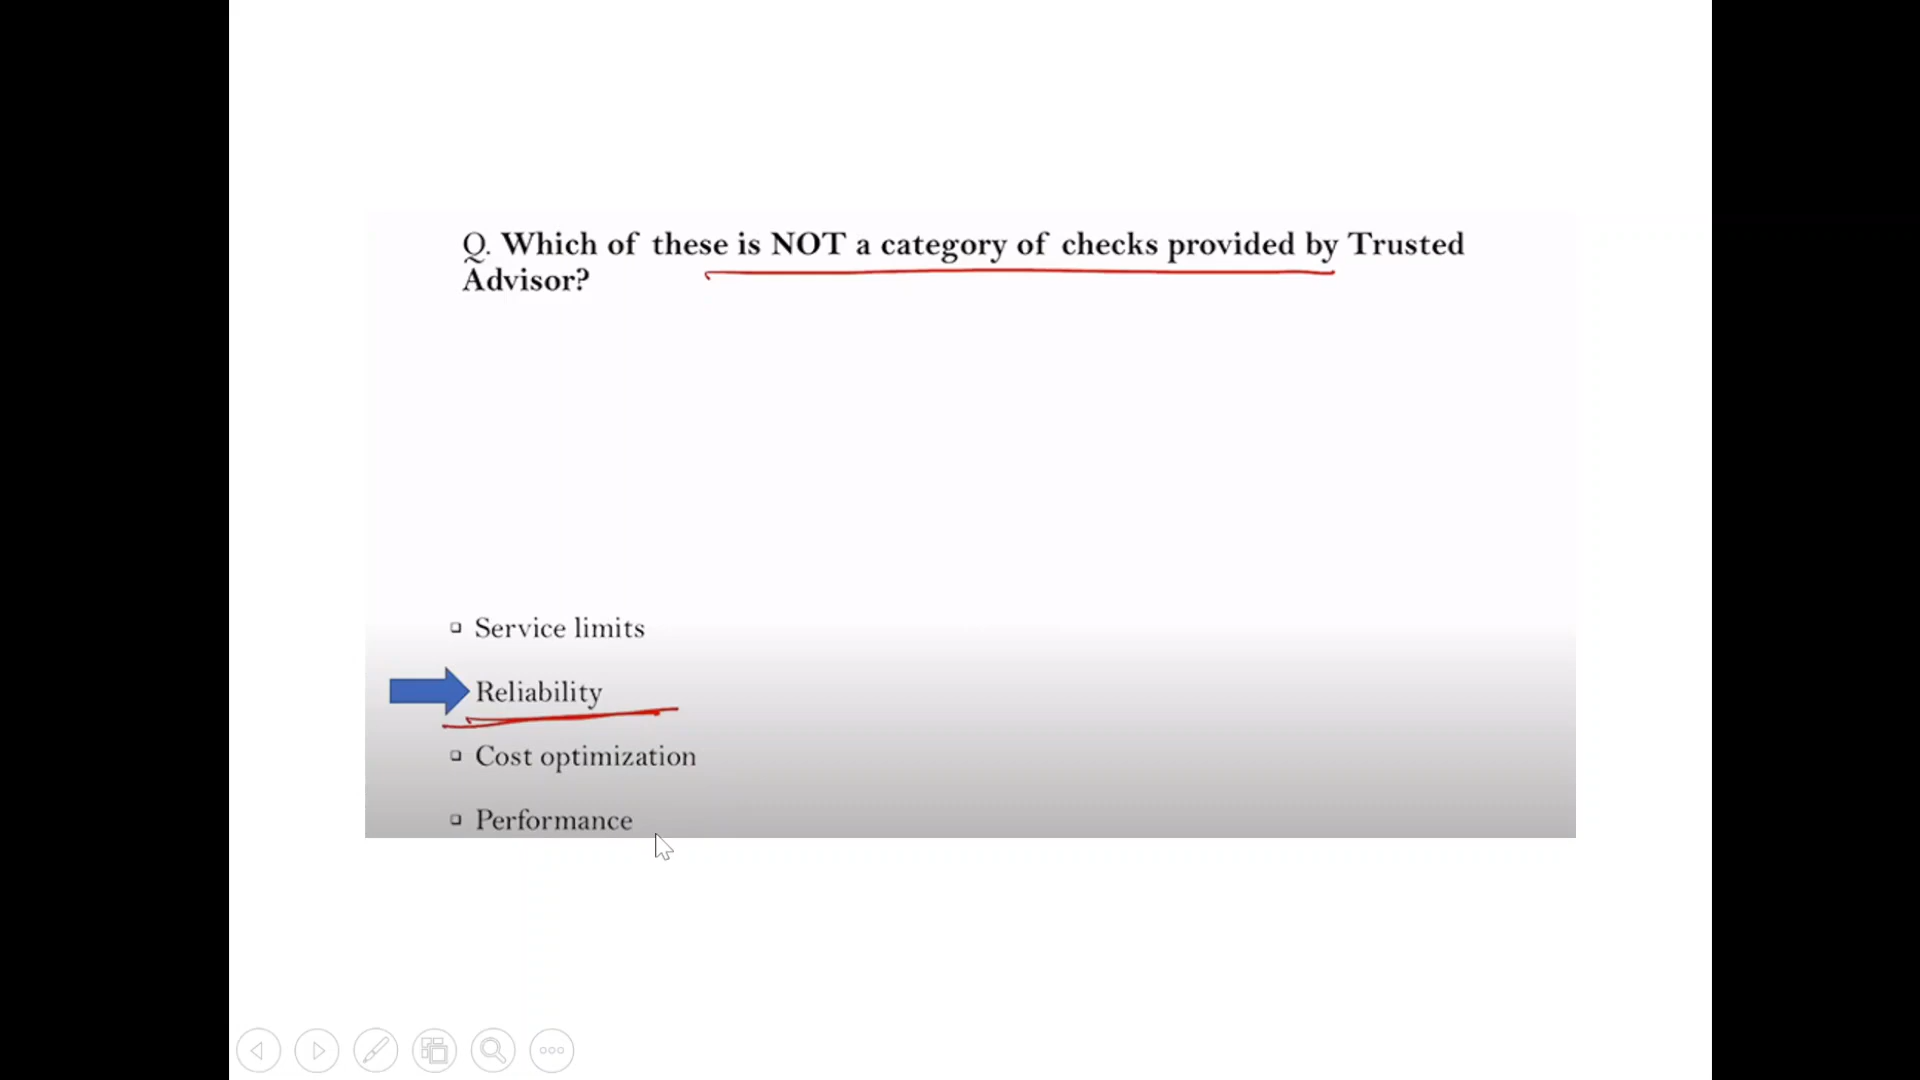 Q. Which of these is NOT a category of checks provided by Trusted
Advisor?
Service limits
Reliability
Cost optimization
Performance